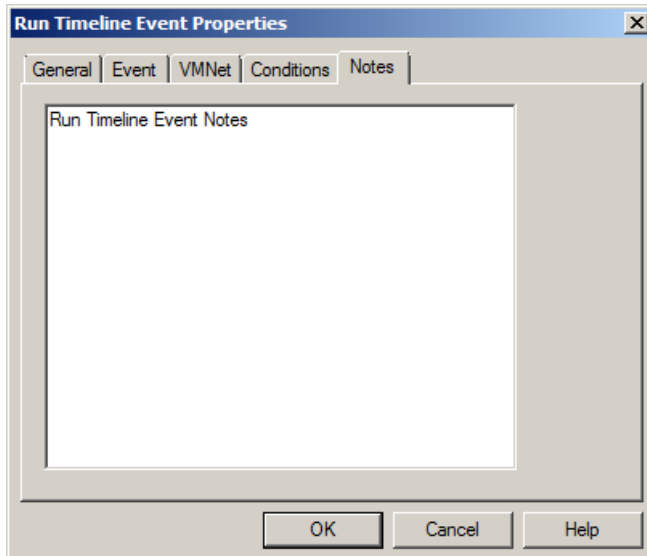 Run Timeline Event Properties
General Event VMNet Conditions Notes
Run Timeline Event Notes
OK Cancel Help